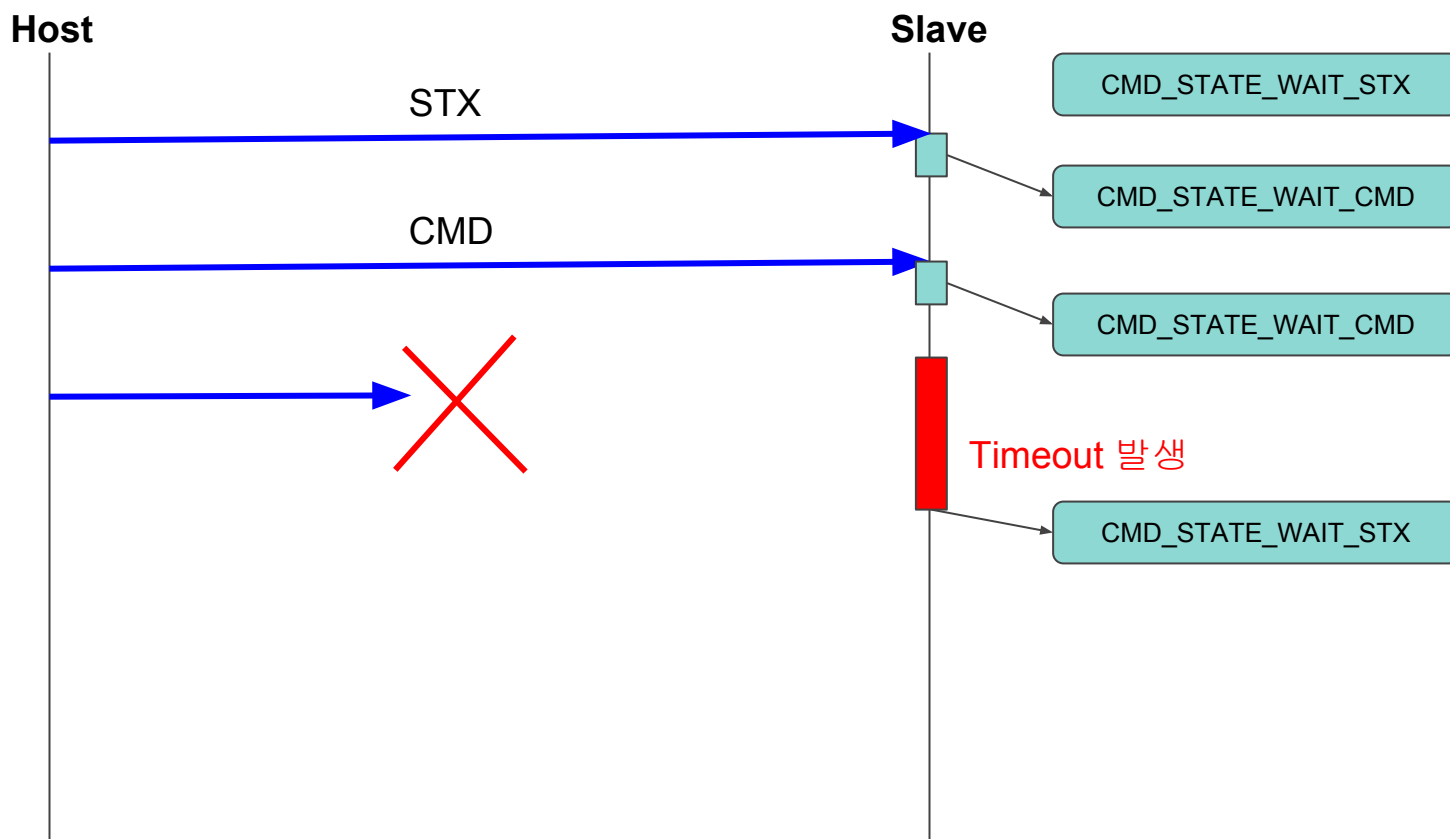 Host
Slave
CMD_STATE_WAIT_STX
STX
CMD_STATE_WAIT_CMD
CMD
CMD_STATE_WAIT_CMD
Timeout 발생
CMD_STATE_WAIT_STX